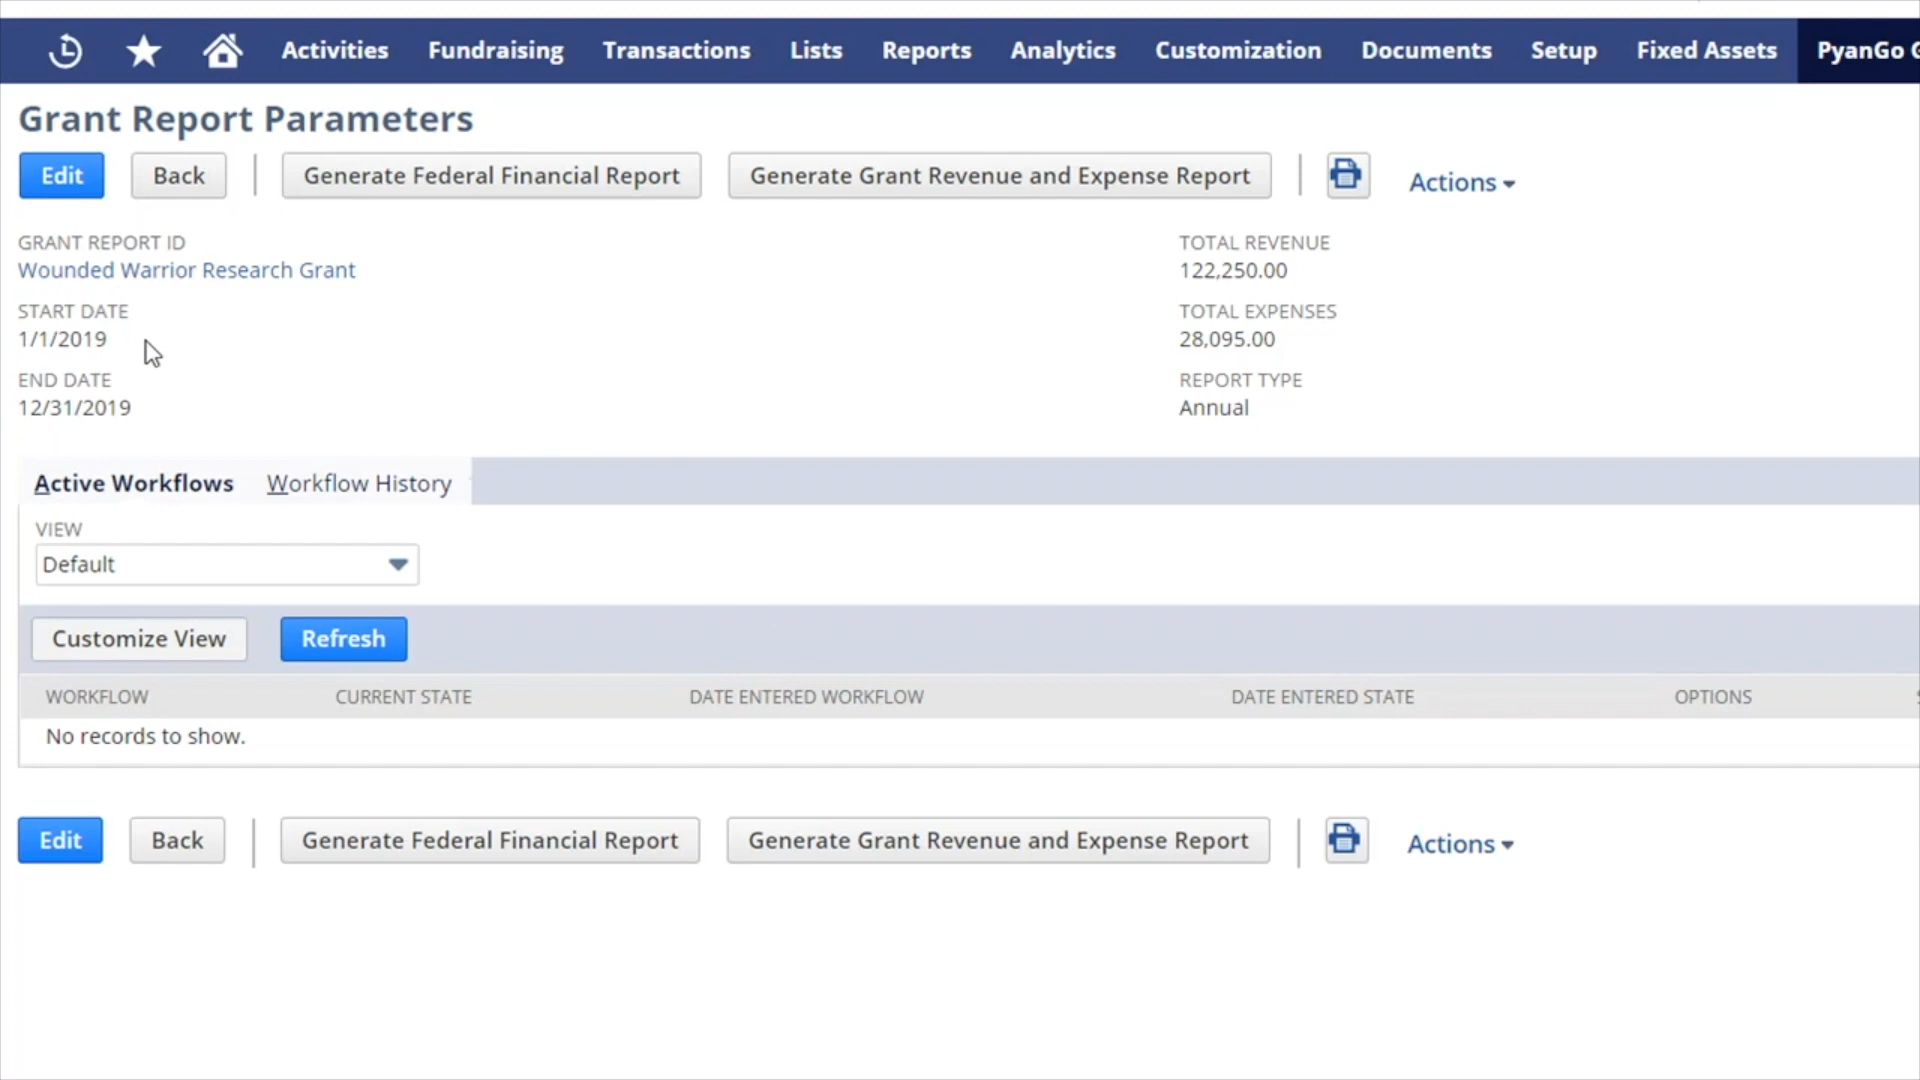 Activities Fundraising Transactions Lists Reports Analytics Customization Documents Setup Fixed Assets PyanGo
Grant Report Parameters
Edit Back Generate Federal Financial Report Generate Grant Revenue and Expense Report Actions
GRANT REPORT ID
Wounded Warrior Research Grant
START DATE
1/1/2019
END DATE
12/31/2019
TOTAL REVENUE
122,250.00
TOTAL EXPENSES
28,095.00
REPORT TYPE
Annual
Active Workflows Workflow History
VIEW
Default
Customize View Refresh
WORKFLOW CURRENT STATE DATE ENTERED WORKFLOW DATE ENTERED STATE OPTIONS
No records to show.
Edit Back Generate Federal Financial Report Generate Grant Revenue and Expense Report Actions